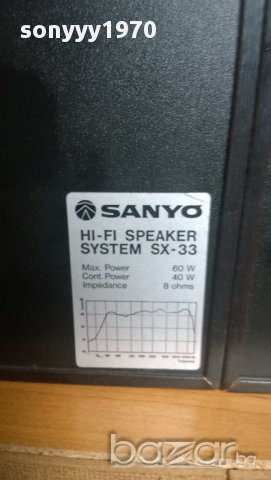 sonyyy1970
SANYO
HI-FI SPEAKER
SYSTEM SX-33
Max. Power 60 W
Cont. Power 40 W
Impedance 8 ohms
bazar.bg